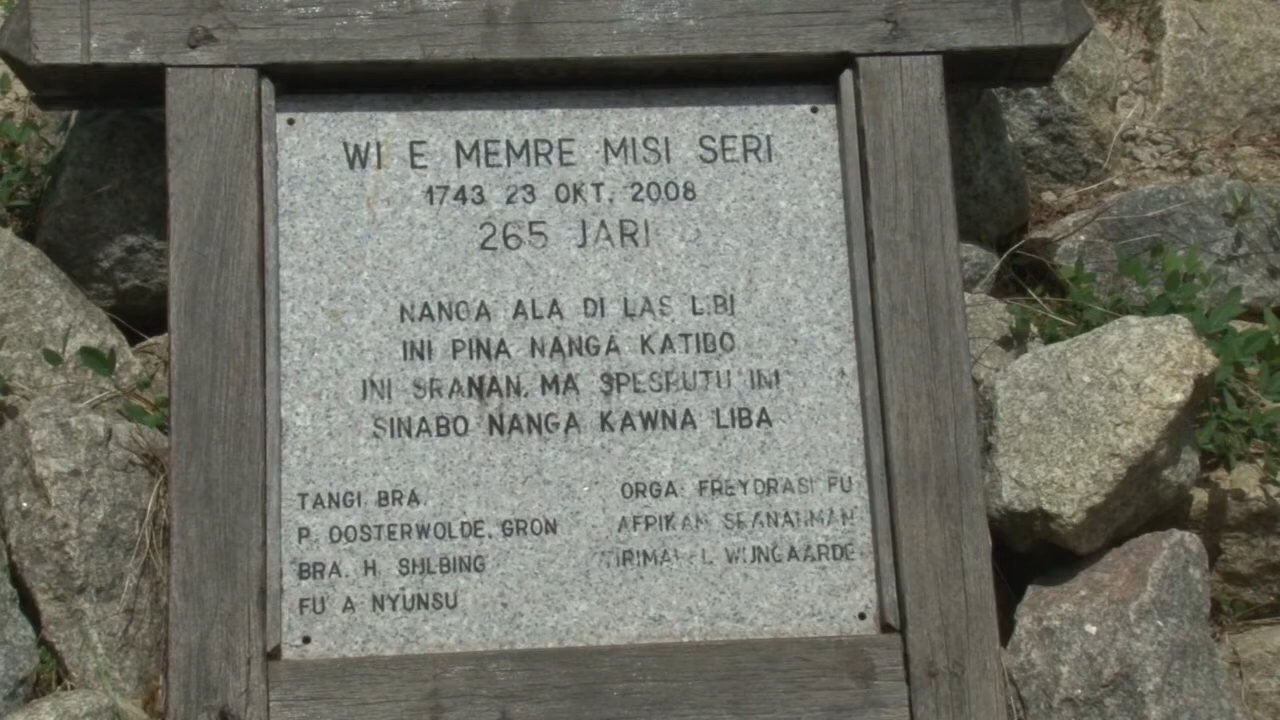 WI E MEMRE MISI SERI
1743 23 OKT. 2008
265 JARI
NANGA ALA DI LAS LIBI
INI PINA NANGA KATIBO
INI SRANAN, MA SPESRUTU INI
SINABO NANGA KAWNA LIBA
TANGI BRA.
P. OOSTERWOLDE, GRON
BRA. H. SIJLBING
FU A NYUNSU
ORGA: FREYDRASI FU
AFRIKAN SRANANMAN
L. WIJNGAARDE